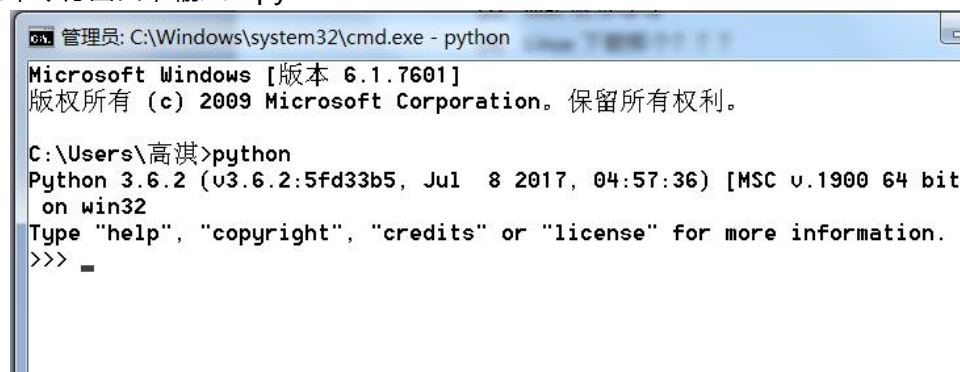 管理员: C:\Windows\system32\cmd.exe - python
Microsoft Windows [版本 6.1.7601]
版权所有 (c) 2009 Microsoft Corporation。保留所有权利。
C:\Users\高淇>python
Python 3.6.2 (v3.6.2:5fd33b5, Jul  8 2017, 04:57:36) [MSC v.1900 64 bit
 on win32
Type "help", "copyright", "credits" or "license" for more information.
>>>